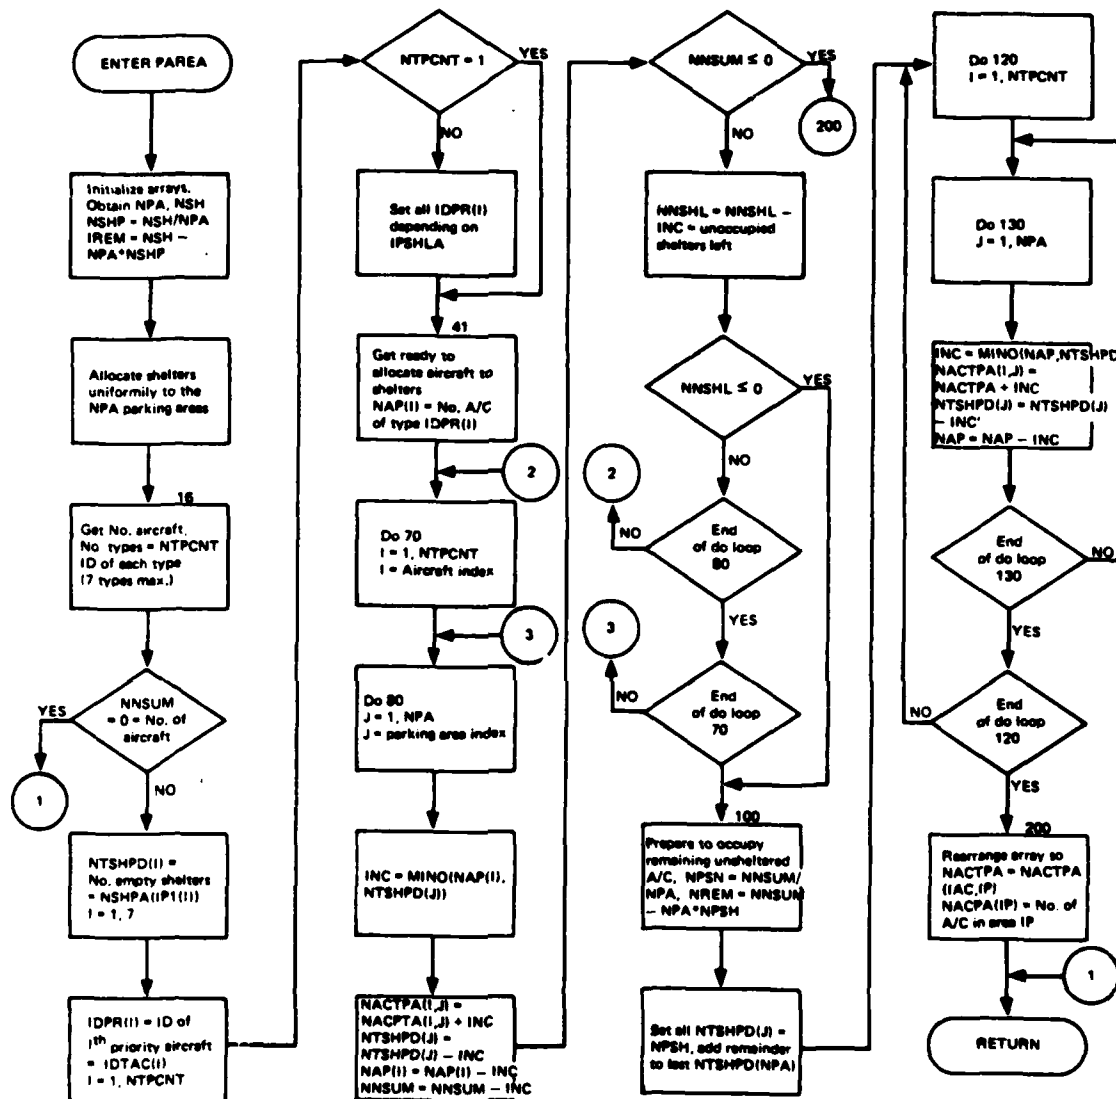 ENTER PAREA
Initialize arrays.
Obtain NPA, NSH
NSHP = NSH/NPA
IREM = NSH –
NPA*NSHP
Allocate shelters
uniformily to the
NPA parking areas
16
Get No. aircraft,
No. types = NTPCNT
ID of each type
(7 types max.)
NNSUM
= 0 = No. of
aircraft
YES
NO
1
NTSHPD(I) =
No. empty shelters
= NSHPA(IP1(I))
I = 1, 7
IDPR(I) = ID of
Ith priority aircraft
= IDTAC(I)
I = 1, NTPCNT
NTPCNT = 1
YES
NO
Set all IDPR(I)
depending on
IPSHLA
41
Get ready to
allocate aircraft to
shelters
NAP(I) = No. A/C
of type IDPR(I)
2
Do 70
I = 1, NTPCNT
I = Aircraft index
3
Do 80
J = 1, NPA
J = parking area index
INC = MINO(NAP(I),
NTSHPD(J))
NACTPA(I,J) =
NACPTA(I,J) + INC
NTSHPD(J) =
NTSHPD(J) – INC
NAP(I) = NAP(I) – INC
NNSUM = NNSUM – INC
NNSUM ≤ 0
YES
200
NO
NNSHL = NNSHL –
INC = unoccupied
shelters left
NNSHL ≤ 0
YES
NO
2
End
of do loop
80
NO
YES
3
End
of do loop
70
NO
100
Prepare to occupy
remaining unsheltered
A/C, NPSN = NNSUM/
NPA, NREM = NNSUM
– NPA*NPSH
Set all NTSHPD(J) =
NPSH, add remainder
to last NTSHPD(NPA)
Do 120
I = 1, NTPCNT
Do 130
J = 1, NPA
INC = MINO(NAP,NTSHPD
NACTPA(I,J) =
NACTPA + INC
NTSHPD(J) = NTSHPD(J)
– INC'
NAP = NAP – INC
End
of do loop
130
NO
YES
End
of do loop
120
NO
YES
200
Rearrange array so
NACTPA = NACTPA
(IAC,IP)
NACPA(IP) = No. of
A/C in area IP
1
RETURN